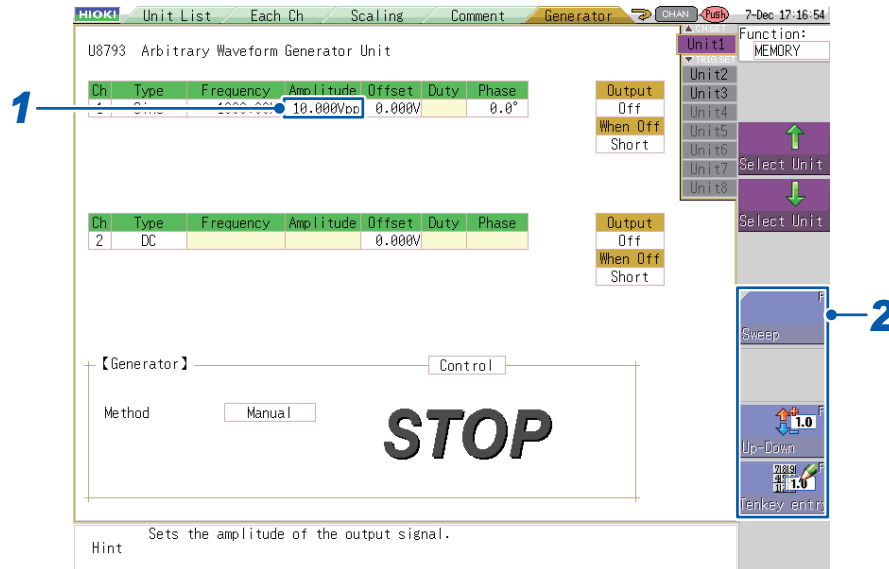 HIOKI Unit List Each Ch Scaling Comment Generator CHAN Push 7-Dec 17:16:54
U8793 Arbitrary Waveform Generator Unit
Ch Type Frequency Amplitude Offset Duty Phase
1 10.000Vpp 0.000V 0.0°
Output
Off
When Off
Short
Ch Type Frequency Amplitude Offset Duty Phase
2 DC 0.000V
Output
Off
When Off
Short
【Generator】 Control
Method Manual
STOP
Hint Sets the amplitude of the output signal.
Unit1
TRIG.SET
Unit2
Unit3
Unit4
Unit5
Unit6
Unit7
Unit8
Function:
MEMORY
Select Unit
Select Unit
F
Sweep
F
1.0
Up-Down
F
1.0
Tenkey entry
1
2